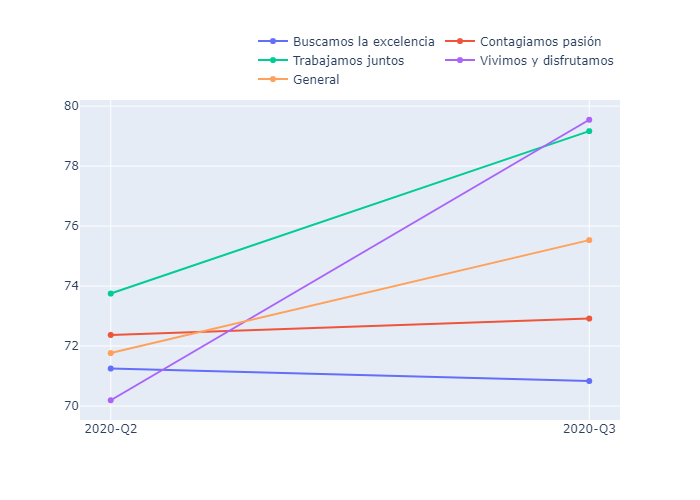 Buscamos la excelencia Contagiamos pasión
Trabajamos juntos Vivimos y disfrutamos
General
80
78
76
74
72
70
2020-Q2 2020-Q3